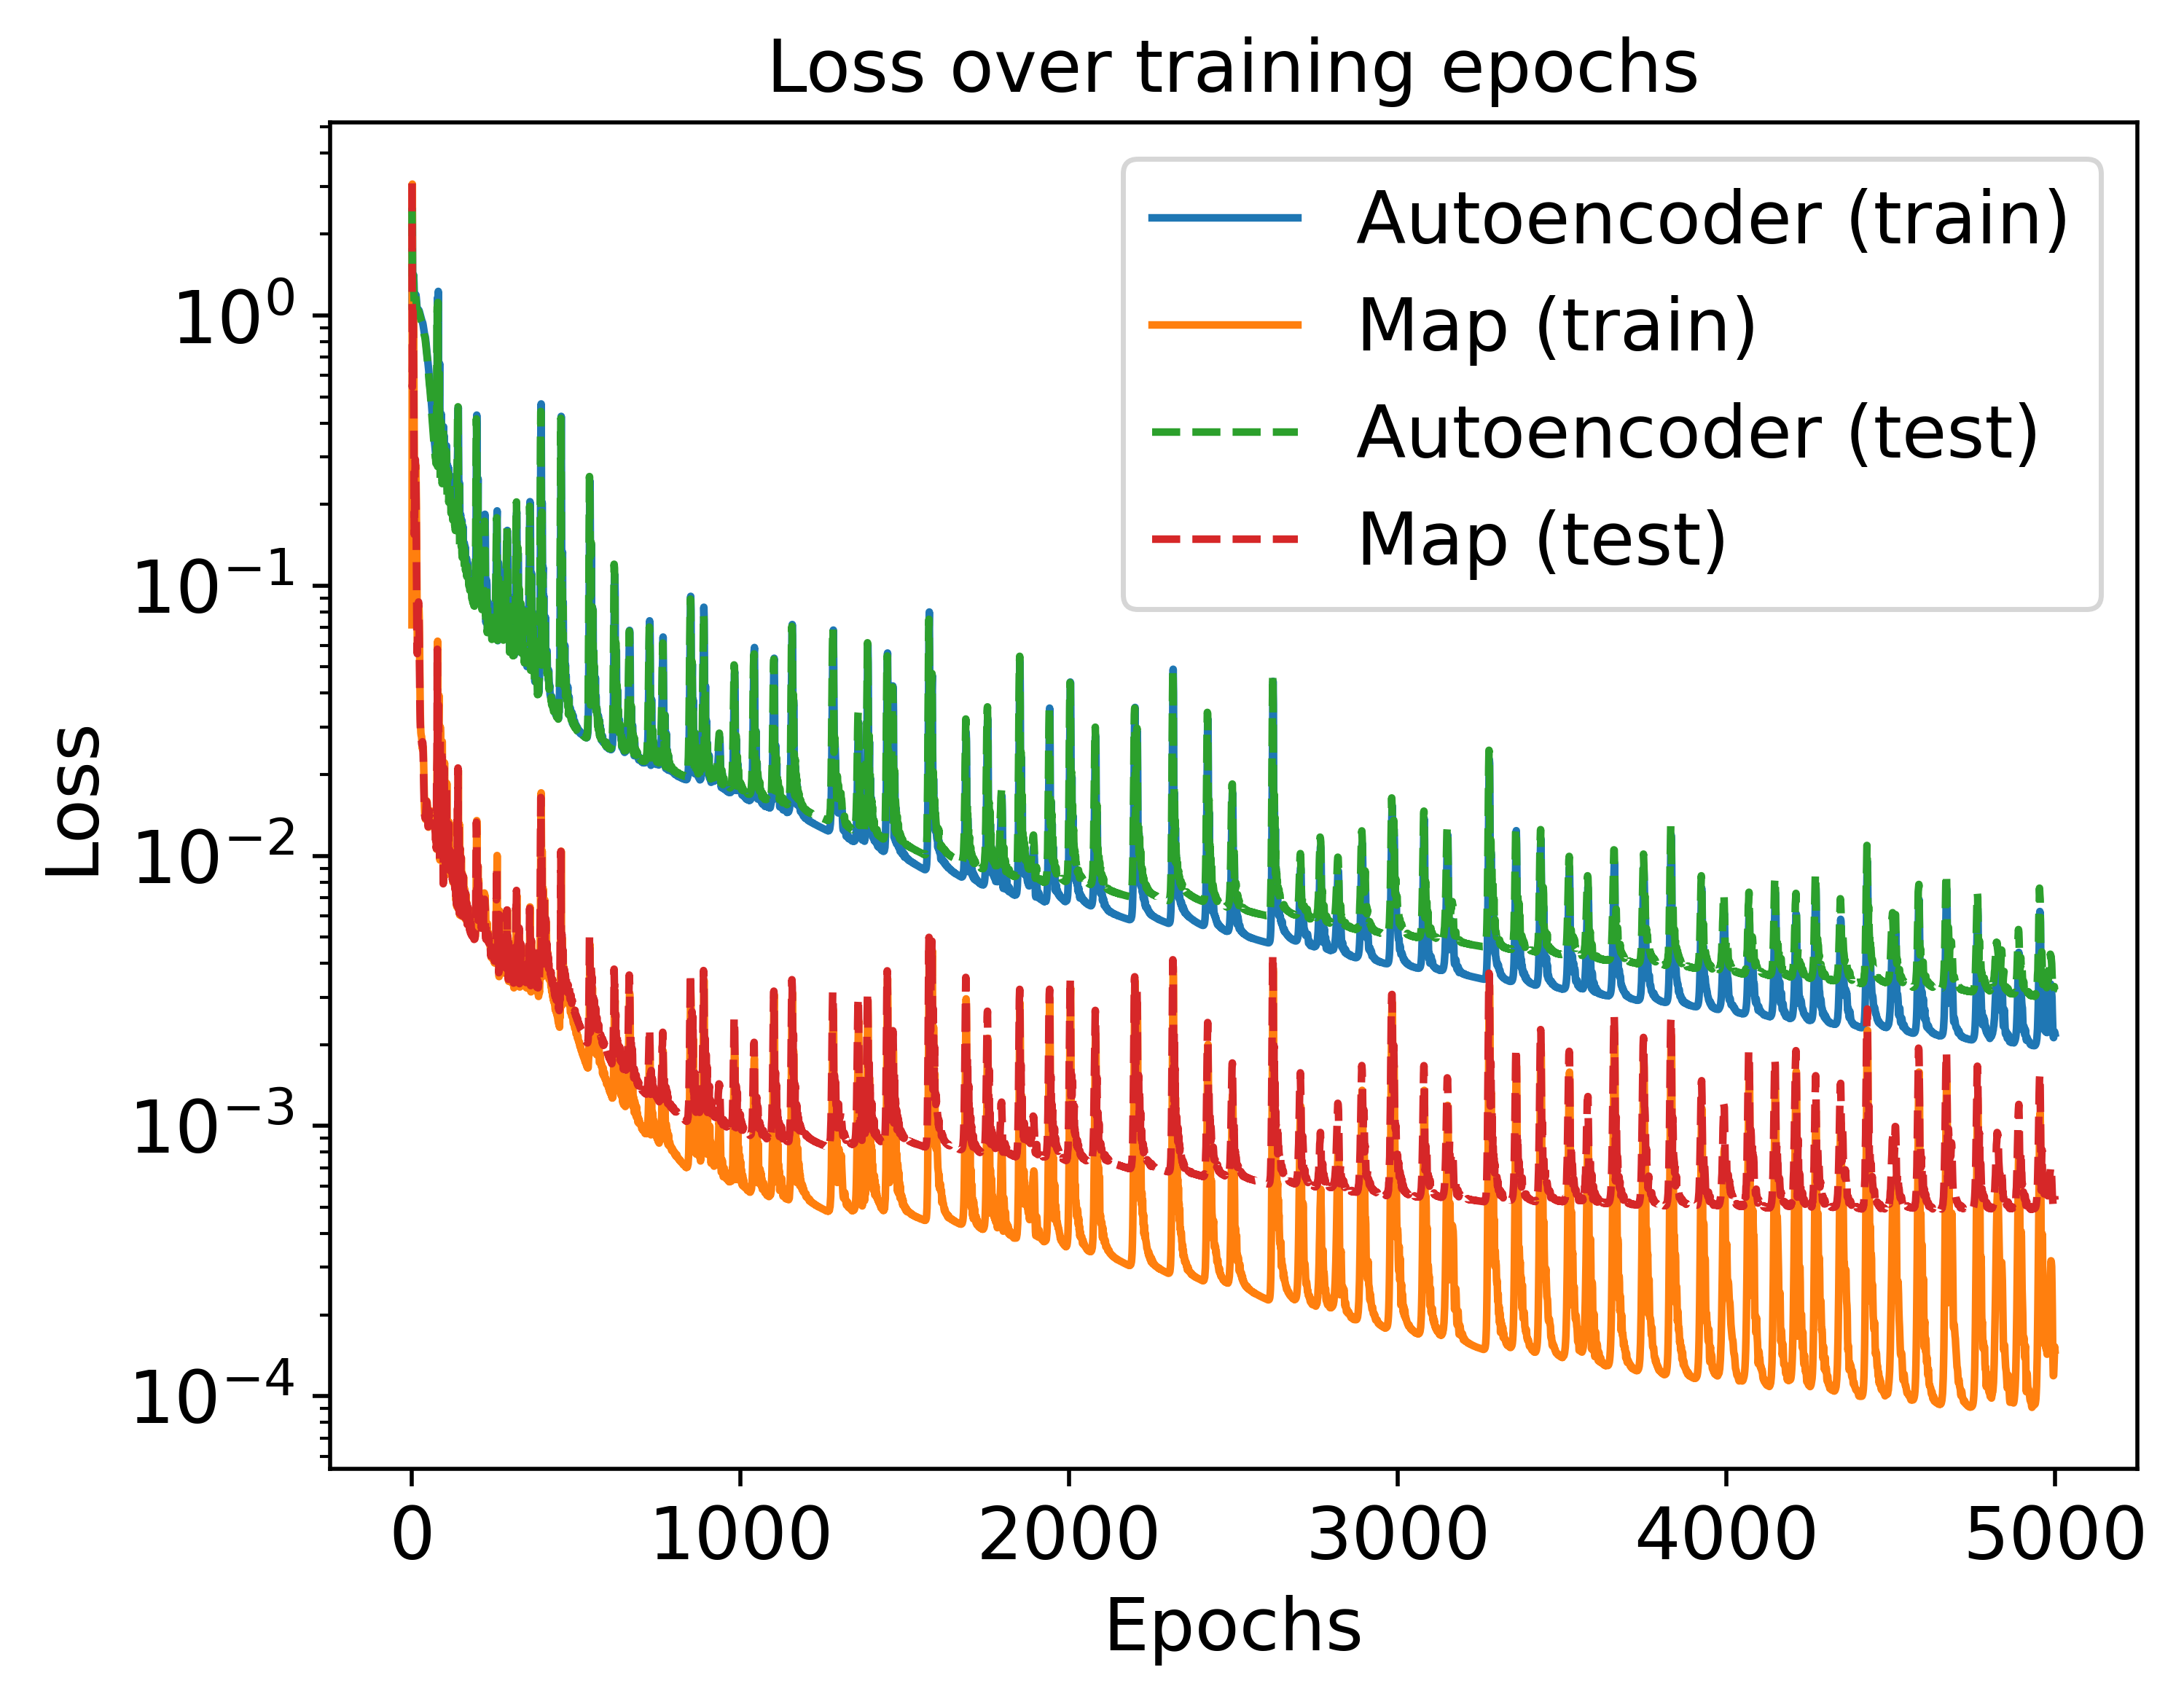 Loss over training epochs
Autoencoder (train)
Map (train)
Autoencoder (test)
Map (test)
Loss
10⁰
10⁻¹
10⁻²
10⁻³
10⁻⁴
0 1000 2000 3000 4000 5000
Epochs